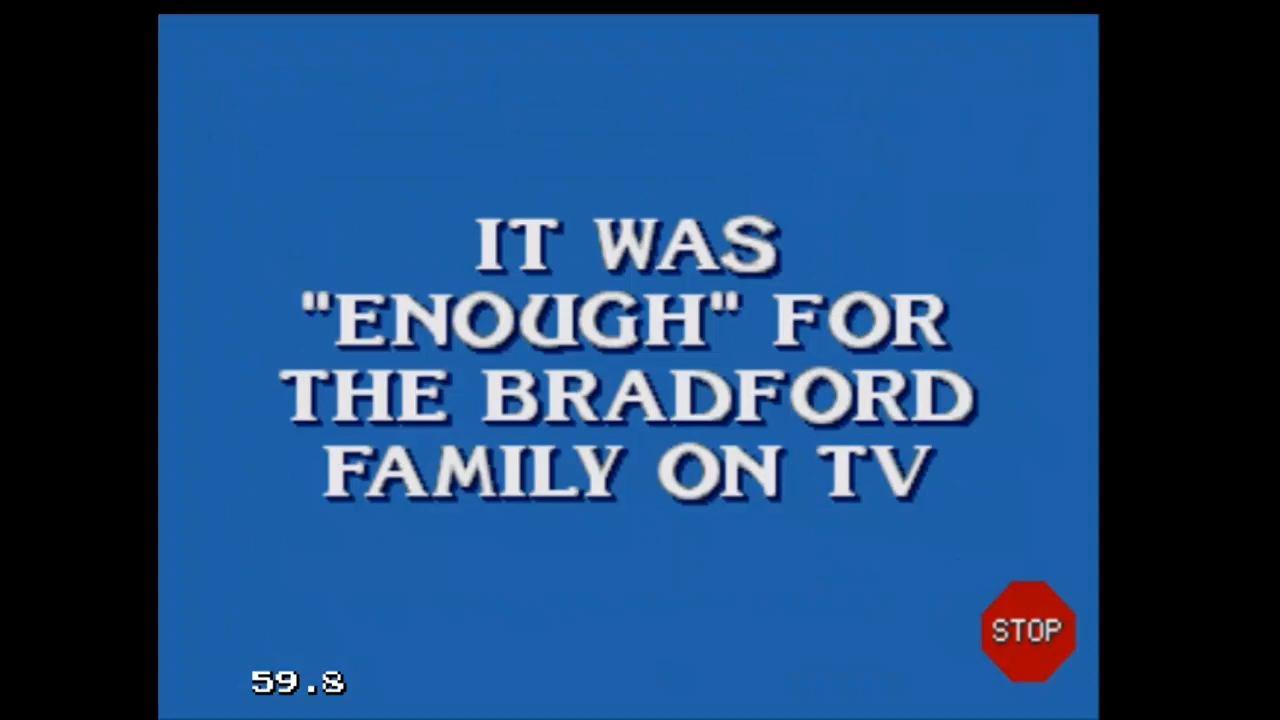 IT WAS
"ENOUGH" FOR
THE BRADFORD
FAMILY ON TV
STOP
59.8